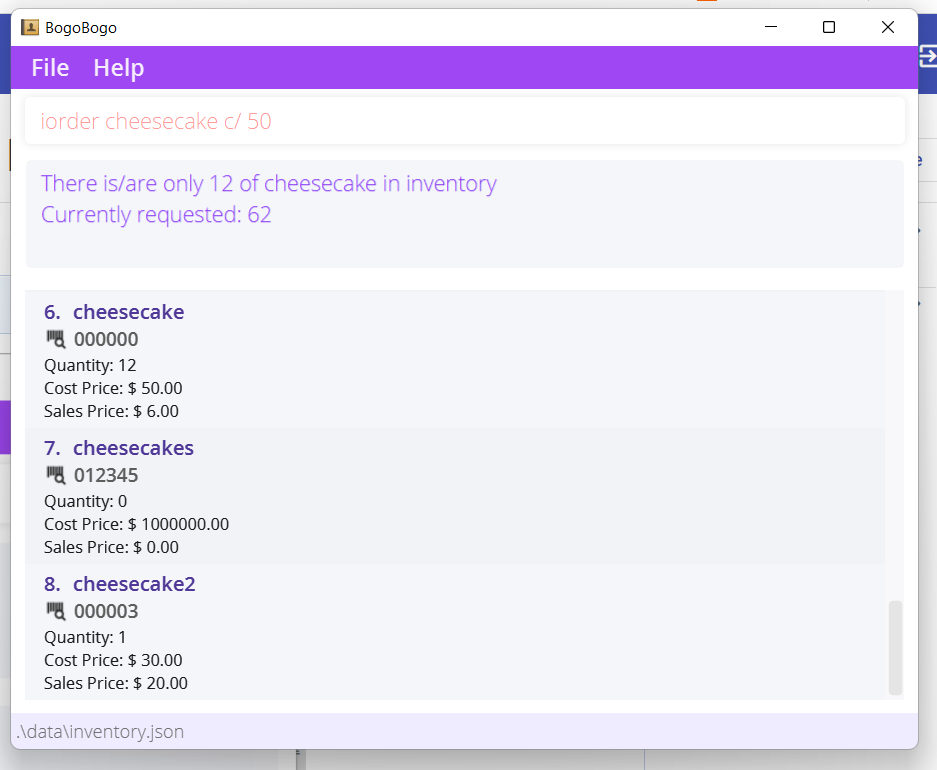 BogoBogo
File Help
iorder cheesecake c/ 50
There is/are only 12 of cheesecake in inventory
Currently requested: 62
6. cheesecake
000000
Quantity: 12
Cost Price: $ 50.00
Sales Price: $ 6.00
7. cheesecakes
012345
Quantity: 0
Cost Price: $ 1000000.00
Sales Price: $ 0.00
8. cheesecake2
000003
Quantity: 1
Cost Price: $ 30.00
Sales Price: $ 20.00
.\data\inventory.json